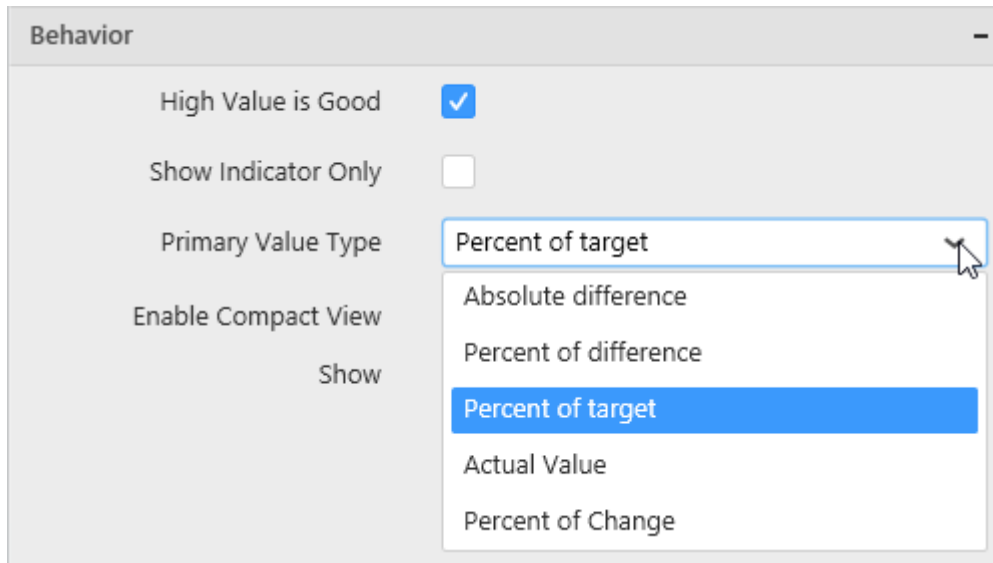 Behavior
High Value is Good
Show Indicator Only
Primary Value Type Percent of target
Absolute difference
Enable Compact View
Percent of difference
Show
Percent of target
Actual Value
Percent of Change